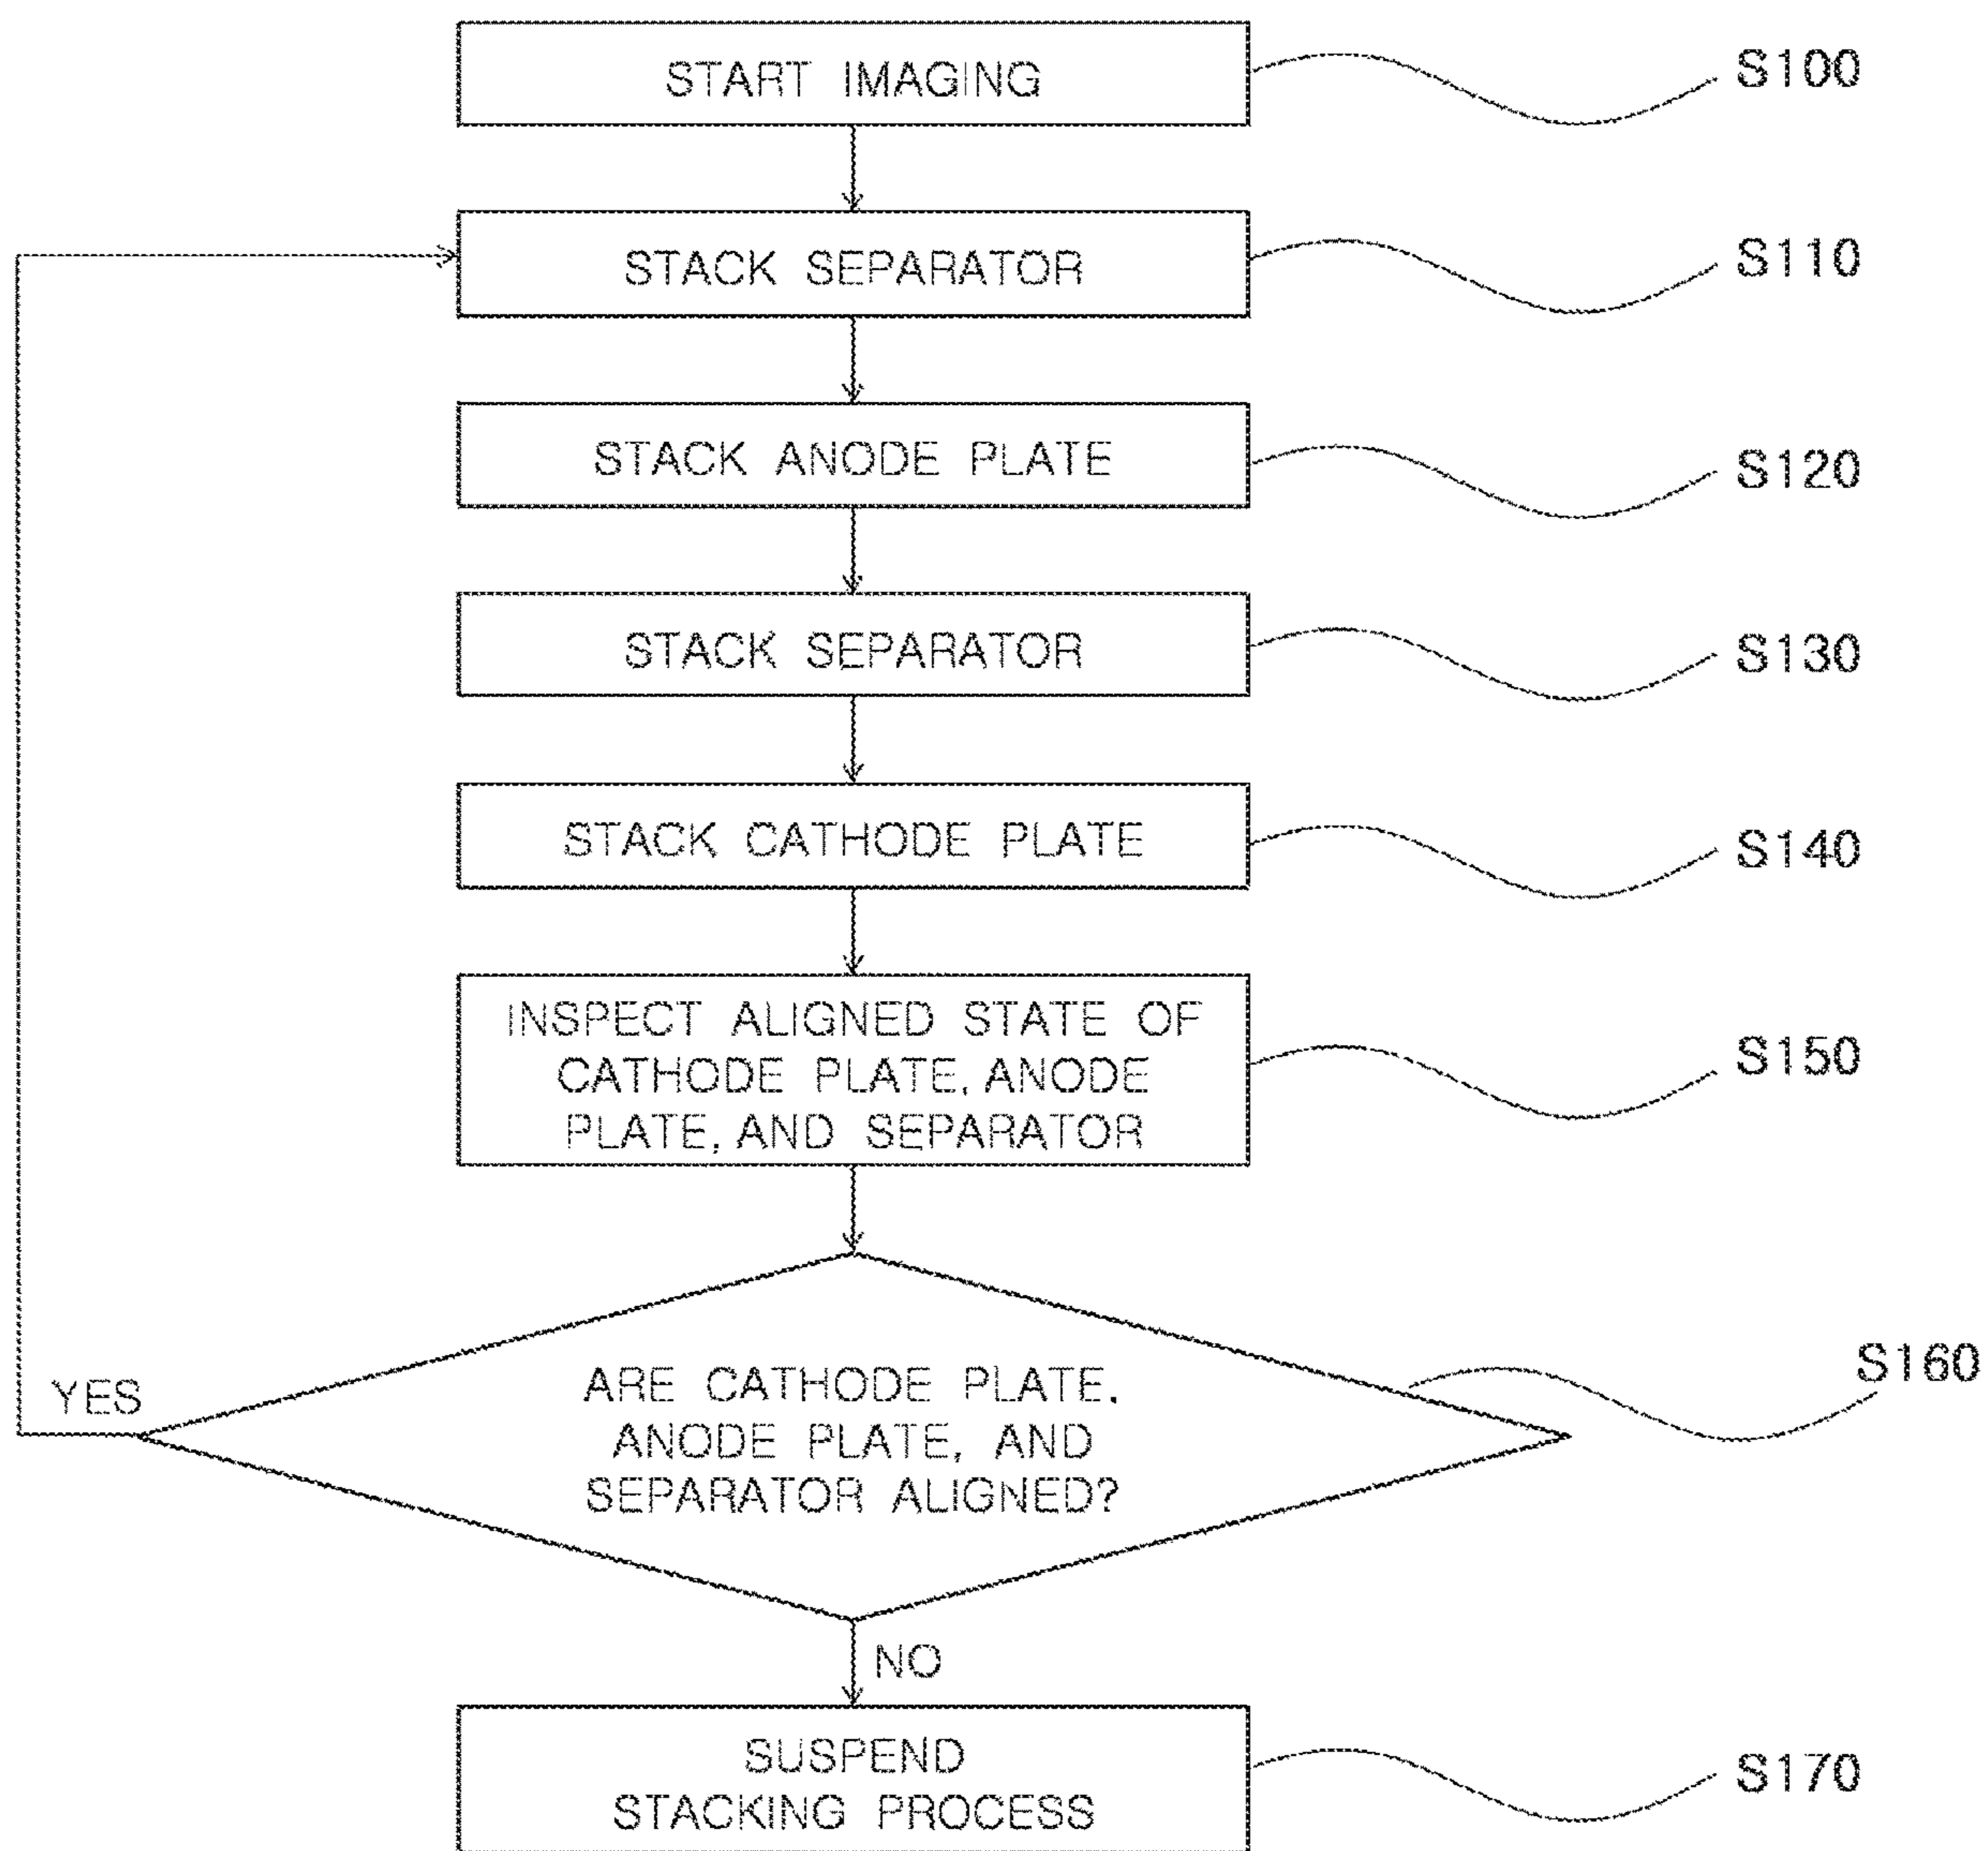 START IMAGING
S100
STACK SEPARATOR
S110
STACK ANODE PLATE
S120
STACK SEPARATOR
S130
STACK CATHODE PLATE
S140
INSPECT ALIGNED STATE OF
CATHODE PLATE, ANODE
PLATE, AND SEPARATOR
S150
ARE CATHODE PLATE,
ANODE PLATE, AND
SEPARATOR ALIGNED?
S160
YES
NO
SUSPEND
STACKING PROCESS
S170